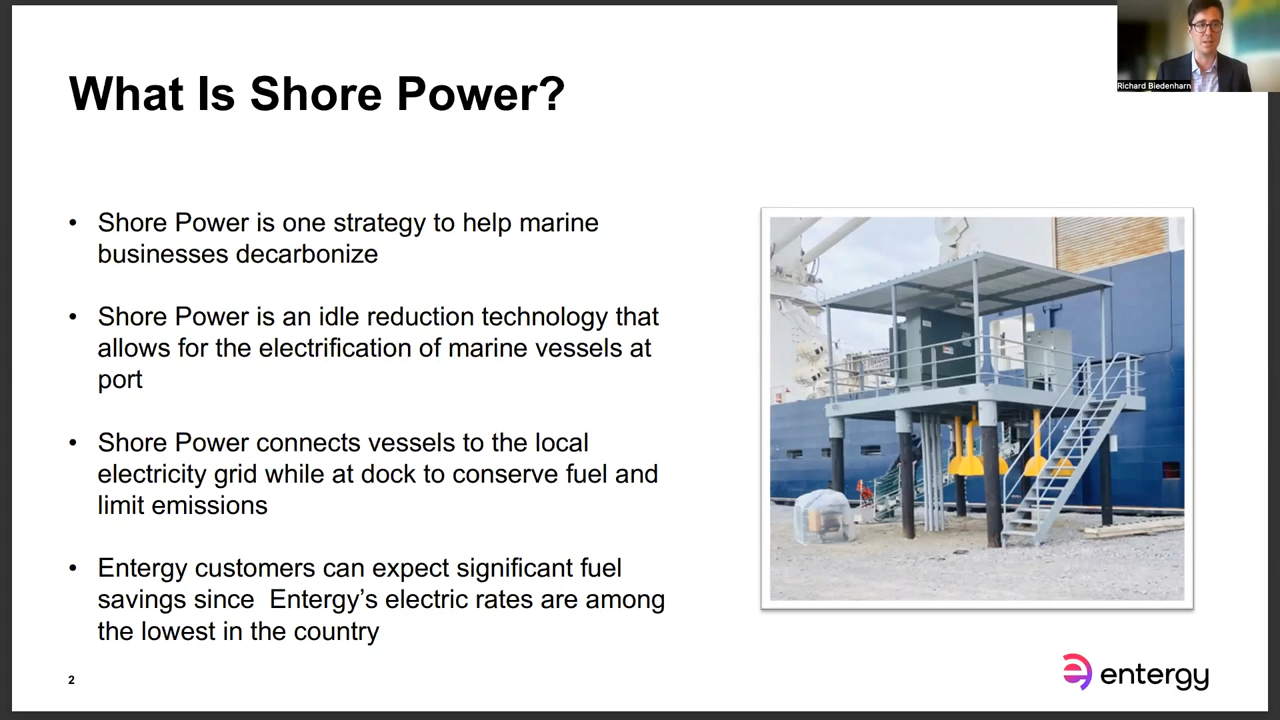 What Is Shore Power?
Richard Biedenharn
• Shore Power is one strategy to help marine
businesses decarbonize
• Shore Power is an idle reduction technology that
allows for the electrification of marine vessels at
port
• Shore Power connects vessels to the local
electricity grid while at dock to conserve fuel and
limit emissions
• Entergy customers can expect significant fuel
savings since  Entergy’s electric rates are among
the lowest in the country
2
entergy